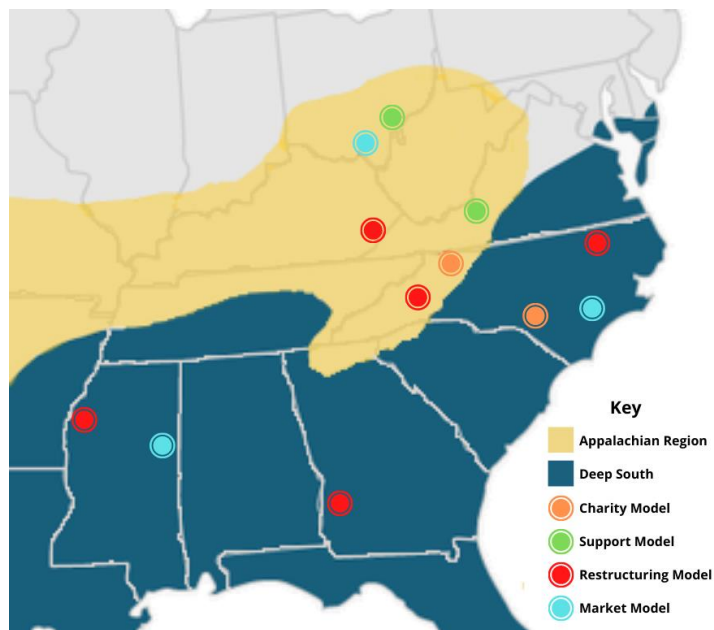 Key
Appalachian Region
Deep South
Charity Model
Support Model
Restructuring Model
Market Model